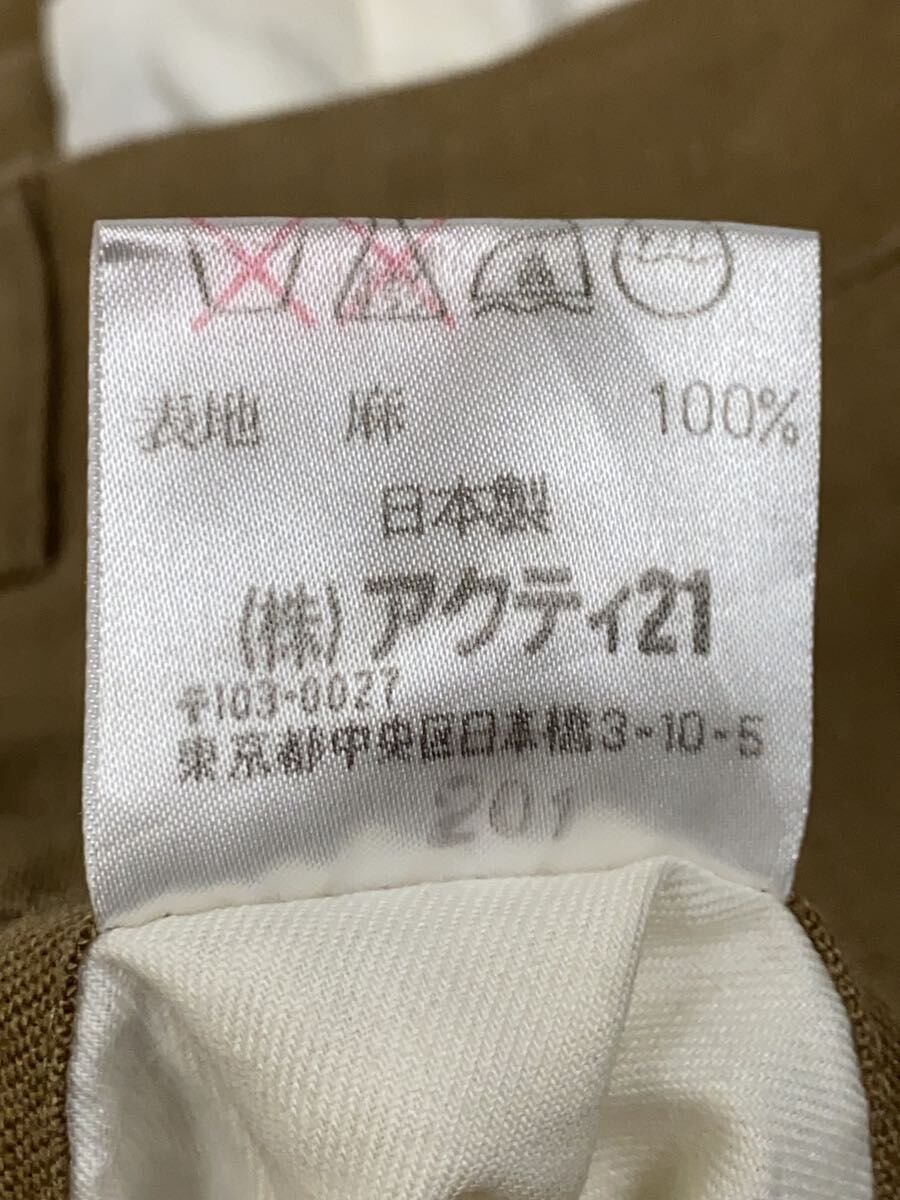 表地 麻 100%
日本製
(株)アクティ21
〒103-0027
東京都中央区日本橋3-10-5
201